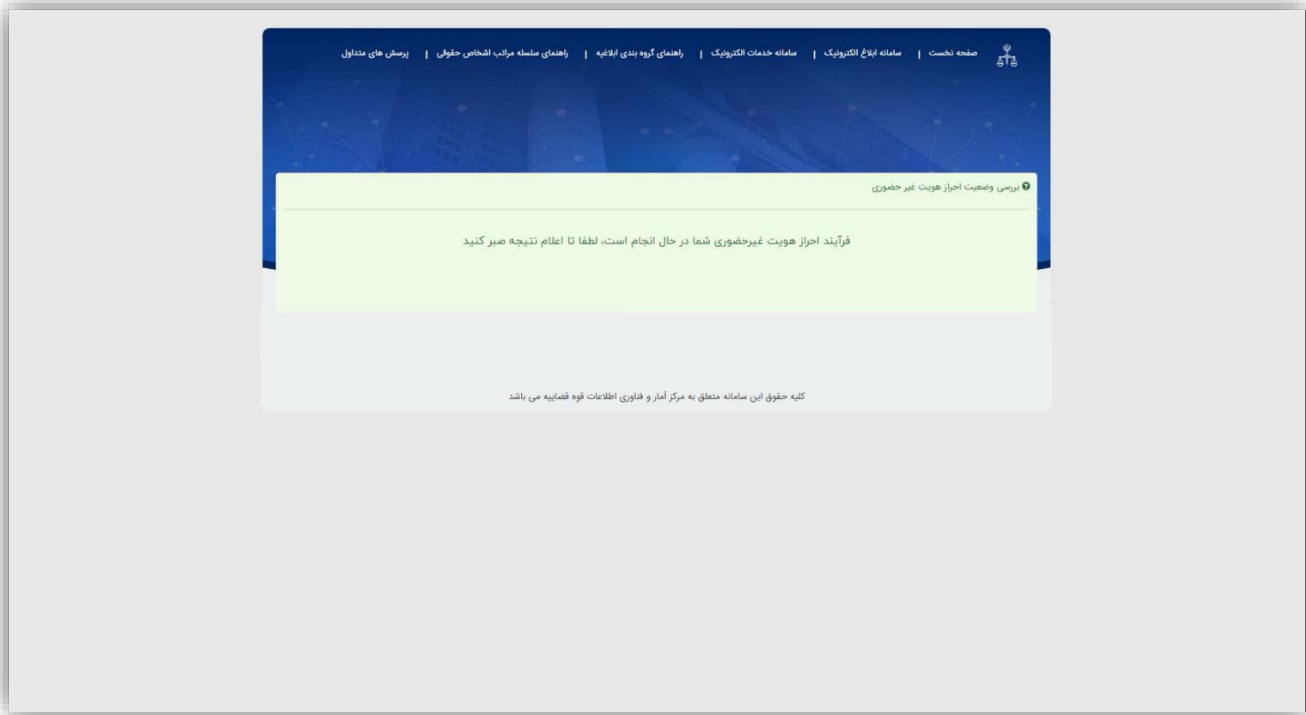 صفحه نخست | سامانه ابلاغ الکترونیک | سامانه خدمات الکترونیک | راهنمای گروه بندی ابلاغیه | راهنمای سلسله مراتب اشخاص حقوقی | پرسش های متداول
بررسی وضعیت احراز هویت غیر حضوری
فرآیند احراز هویت غیرحضوری شما در حال انجام است، لطفا تا اعلام نتیجه صبر کنید
کلیه حقوق این سامانه متعلق به مرکز آمار و فناوری اطلاعات قوه قضاییه می باشد